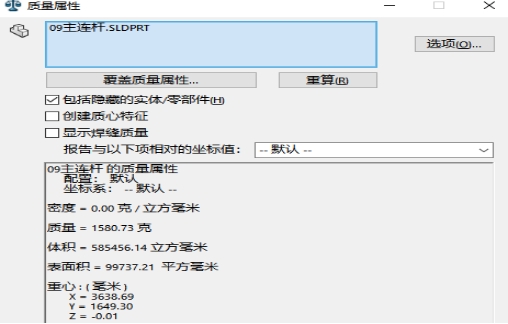 质量属性
09主连杆.SLDPRT
选项(O)...
覆盖质量属性...
重算(R)
包括隐藏的实体/零部件(H)
创建质心特征
显示焊缝质量
报告与以下项相对的坐标值： -- 默认 --
09主连杆 的质量属性
配置： 默认
坐标系： -- 默认 --
密度 = 0.00 克 / 立方毫米
质量 = 1580.73 克
体积 = 585456.14 立方毫米
表面积 = 99737.21 平方毫米
重心 : ( 毫米 )
X = 3638.69
Y = 1649.30
Z = -0.01